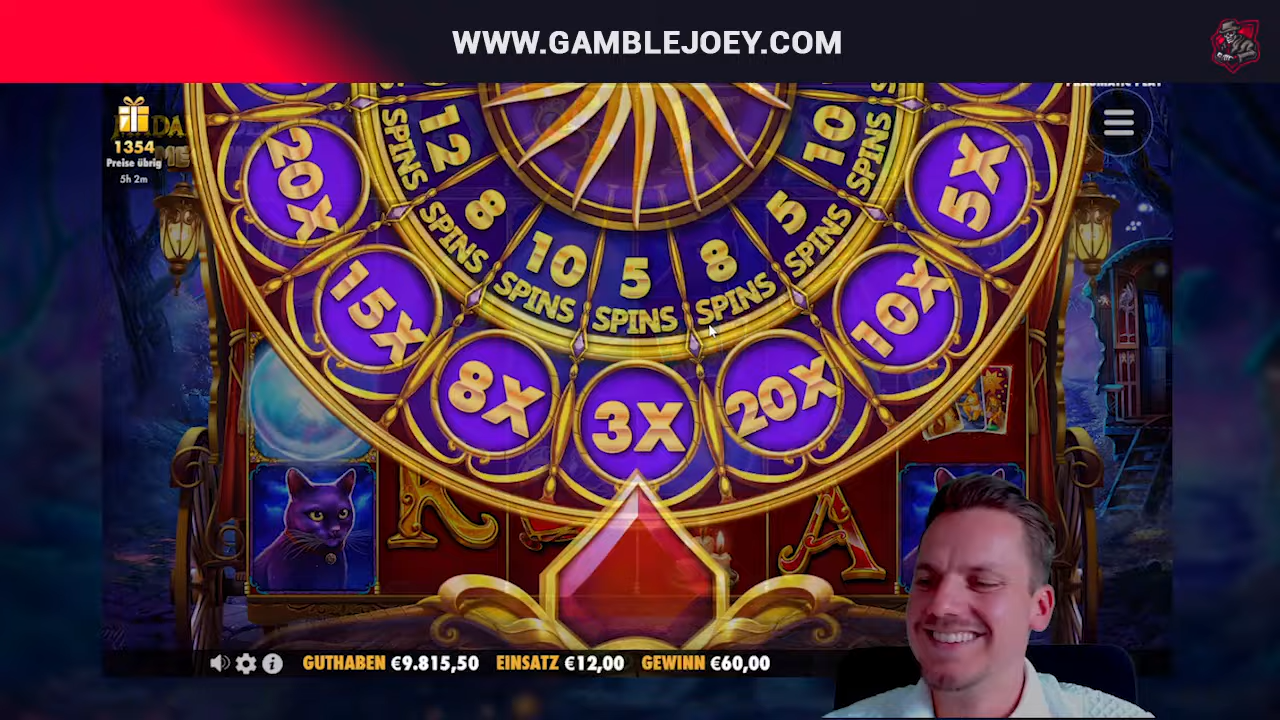 WWW.GAMBLEJOEY.COM
1354
Preise übrig
5h 2m
20X
15X
8X
3X
20X
10X
5X
12 SPINS
8 SPINS
10 SPINS
5 SPINS
8 SPINS
5 SPINS
10 SPINS
K
A
GUTHABEN €9.815,50 EINSATZ €12,00 GEWINN €60,00